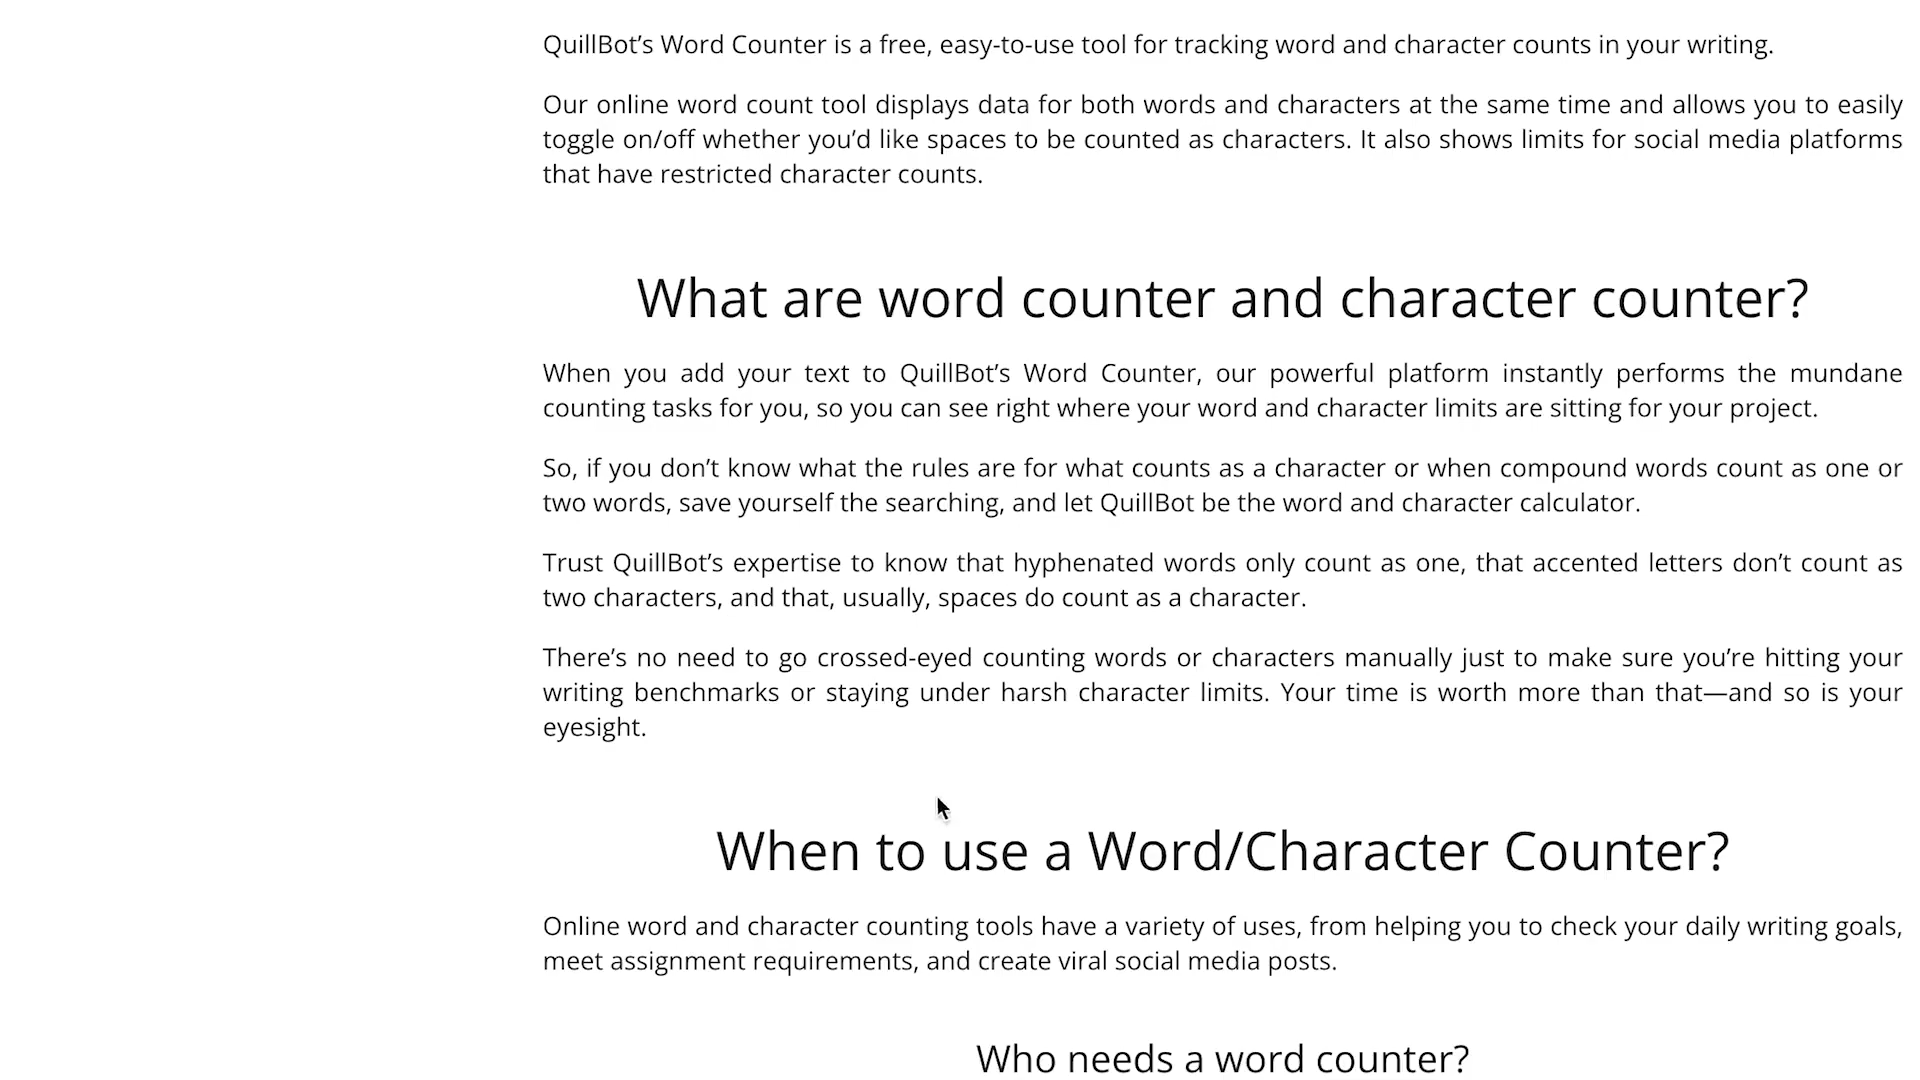 QuillBot’s Word Counter is a free, easy-to-use tool for tracking word and character counts in your writing.
Our online word count tool displays data for both words and characters at the same time and allows you to easily
toggle on/off whether you’d like spaces to be counted as characters. It also shows limits for social media platforms
that have restricted character counts.
What are word counter and character counter?
When you add your text to QuillBot’s Word Counter, our powerful platform instantly performs the mundane
counting tasks for you, so you can see right where your word and character limits are sitting for your project.
So, if you don’t know what the rules are for what counts as a character or when compound words count as one or
two words, save yourself the searching, and let QuillBot be the word and character calculator.
Trust QuillBot’s expertise to know that hyphenated words only count as one, that accented letters don’t count as
two characters, and that, usually, spaces do count as a character.
There’s no need to go crossed-eyed counting words or characters manually just to make sure you’re hitting your
writing benchmarks or staying under harsh character limits. Your time is worth more than that—and so is your
eyesight.
When to use a Word/Character Counter?
Online word and character counting tools have a variety of uses, from helping you to check your daily writing goals,
meet assignment requirements, and create viral social media posts.
Who needs a word counter?